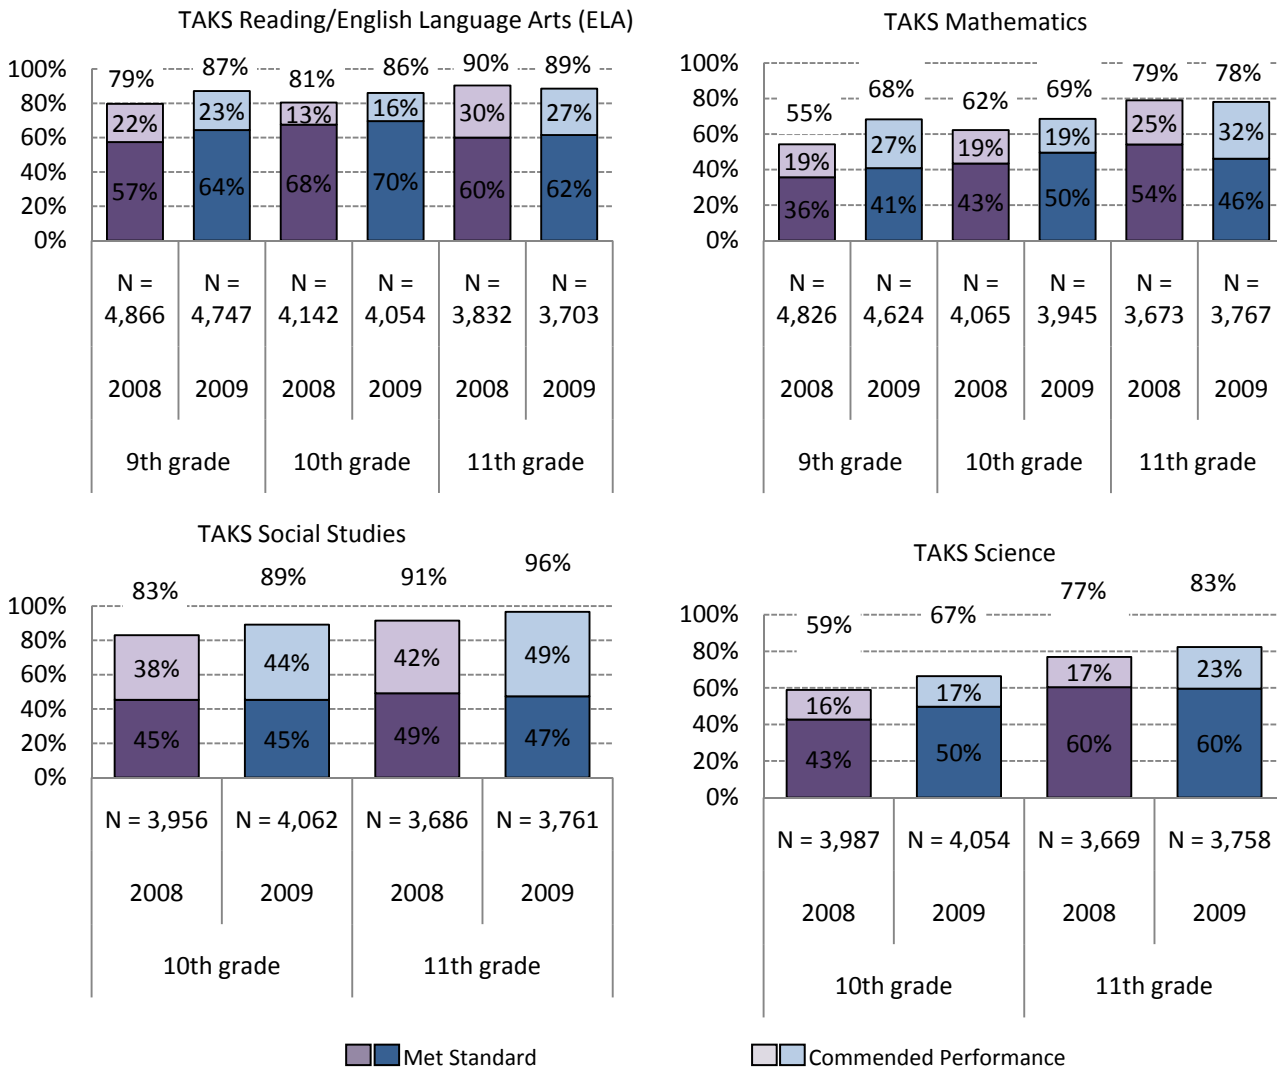 TAKS Reading/English Language Arts (ELA)
79% 87% 81% 86% 90% 89%
100%
80%
60%
40%
20%
0%
22% 23% 13% 16% 30% 27%
57% 64% 68% 70% 60% 62%
N = N = N = N = N = N =
4,866 4,747 4,142 4,054 3,832 3,703
2008 2009 2008 2009 2008 2009
9th grade 10th grade 11th grade
TAKS Mathematics
55% 68% 62% 69% 79% 78%
100%
80%
60%
40%
20%
0%
19% 27% 19% 19% 25% 32%
36% 41% 43% 50% 54% 46%
N = N = N = N = N = N =
4,826 4,624 4,065 3,945 3,673 3,767
2008 2009 2008 2009 2008 2009
9th grade 10th grade 11th grade
TAKS Social Studies
83% 89% 91% 96%
100%
80%
60%
40%
20%
0%
38% 44% 42% 49%
45% 45% 49% 47%
N = 3,956 N = 4,062 N = 3,686 N = 3,761
2008 2009 2008 2009
10th grade 11th grade
TAKS Science
59% 67% 77% 83%
100%
80%
60%
40%
20%
0%
16% 17% 17% 23%
43% 50% 60% 60%
N = 3,987 N = 4,054 N = 3,669 N = 3,758
2008 2009 2008 2009
10th grade 11th grade
Met Standard Commended Performance